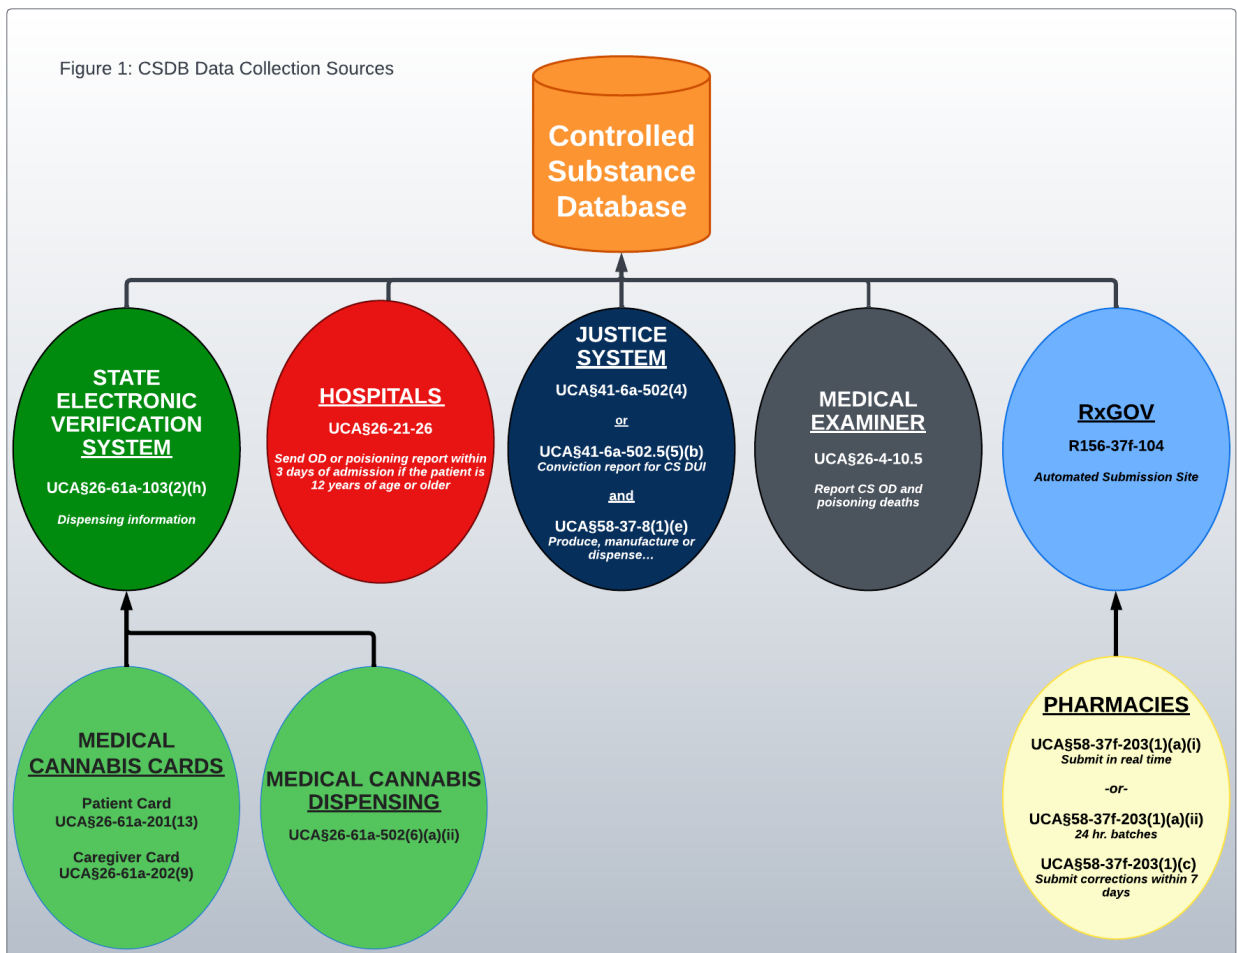 Figure 1: CSDB Data Collection Sources
Controlled
Substance
Database
STATE
ELECTRONIC
VERIFICATION
SYSTEM
UCA§26-61a-103(2)(h)
Dispensing information
HOSPITALS
UCA§26-21-26
Send OD or poisioning report within
3 days of admission if the patient is
12 years of age or older
JUSTICE
SYSTEM
UCA§41-6a-502(4)
or
UCA§41-6a-502.5(5)(b)
Conviction report for CS DUI
and
UCA§58-37-8(1)(e)
Produce, manufacture or
dispense…
MEDICAL
EXAMINER
UCA§26-4-10.5
Report CS OD and
poisoning deaths
RxGOV
R156-37f-104
Automated Submission Site
MEDICAL
CANNABIS CARDS
Patient Card
UCA§26-61a-201(13)
Caregiver Card
UCA§26-61a-202(9)
MEDICAL CANNABIS
DISPENSING
UCA§26-61a-502(6)(a)(ii)
PHARMACIES
UCA§58-37f-203(1)(a)(i)
Submit in real time
-or-
UCA§58-37f-203(1)(a)(ii)
24 hr. batches
UCA§58-37f-203(1)(c)
Submit corrections within 7
days